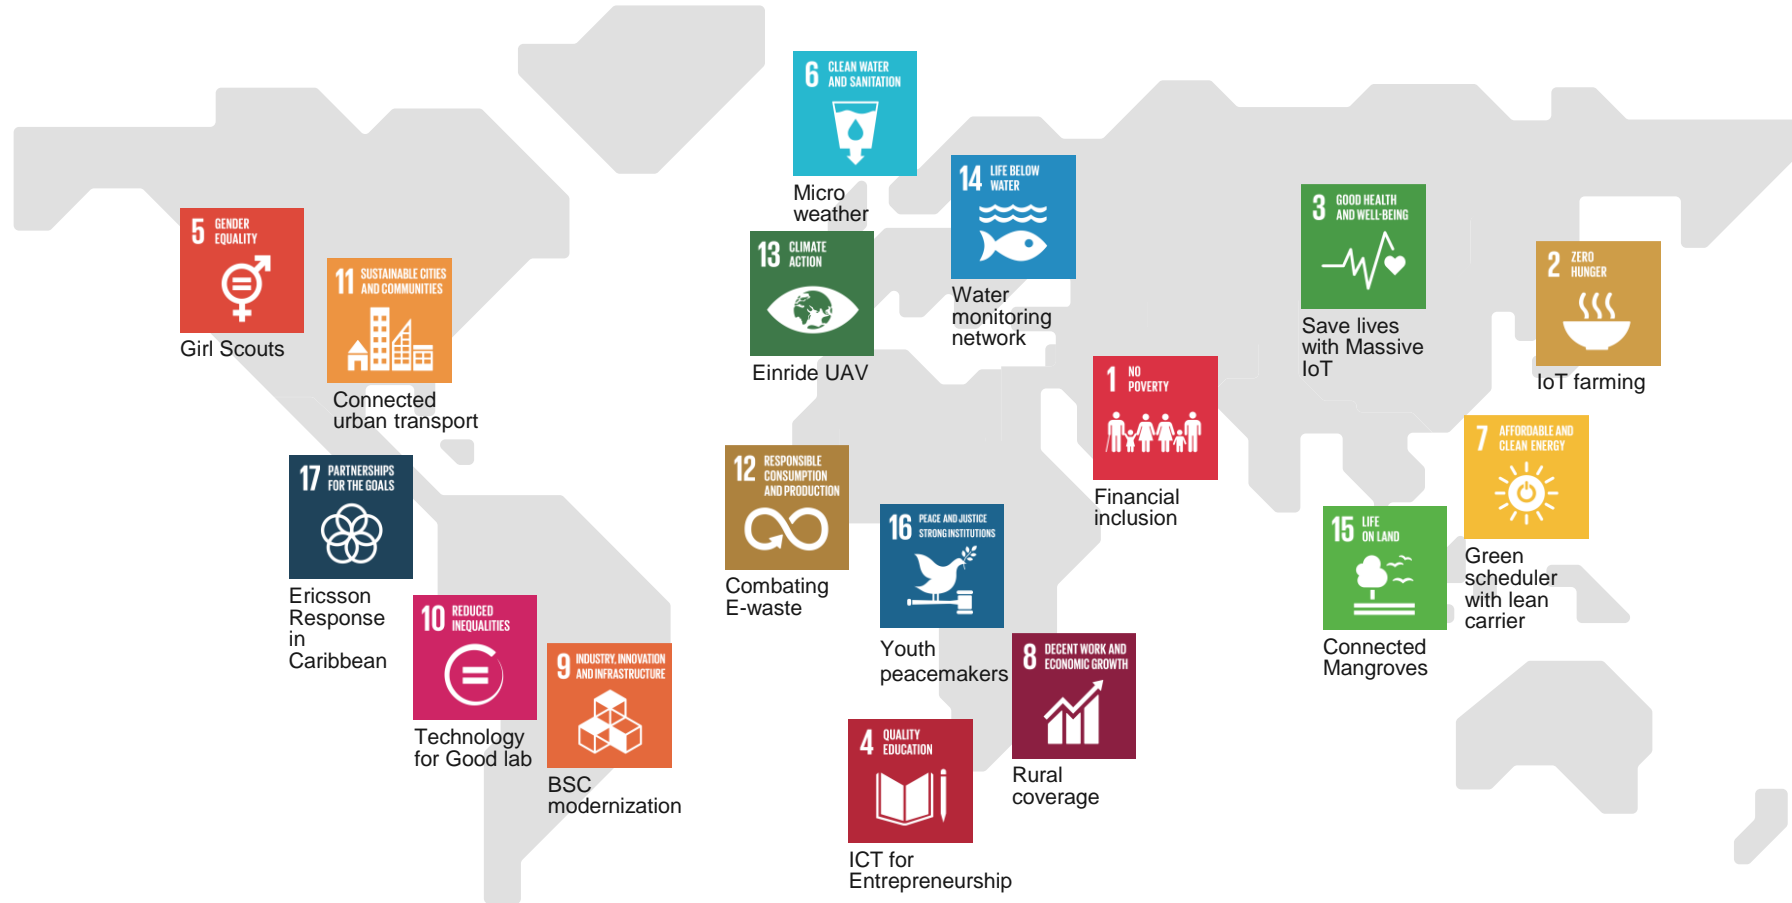 6 CLEAN WATER
AND SANITATION
Micro
weather
14 LIFE BELOW
WATER
Water
monitoring
network
13 CLIMATE
ACTION
Einride UAV
5 GENDER
EQUALITY
Girl Scouts
11 SUSTAINABLE CITIES
AND COMMUNITIES
Connected
urban transport
3 GOOD HEALTH
AND WELL-BEING
Save lives
with Massive
IoT
2 ZERO
HUNGER
IoT farming
1 NO
POVERTY
Financial
inclusion
7 AFFORDABLE AND
CLEAN ENERGY
Green
scheduler
with lean
carrier
15 LIFE
ON LAND
Connected
Mangroves
17 PARTNERSHIPS
FOR THE GOALS
Ericsson
Response
in
Caribbean
12 RESPONSIBLE
CONSUMPTION
AND PRODUCTION
Combating
E-waste
16 PEACE AND JUSTICE
STRONG INSTITUTIONS
Youth
peacemakers
10 REDUCED
INEQUALITIES
Technology
for Good lab
9 INDUSTRY, INNOVATION
AND INFRASTRUCTURE
BSC
modernization
8 DECENT WORK AND
ECONOMIC GROWTH
Rural
coverage
4 QUALITY
EDUCATION
ICT for
Entrepreneurship